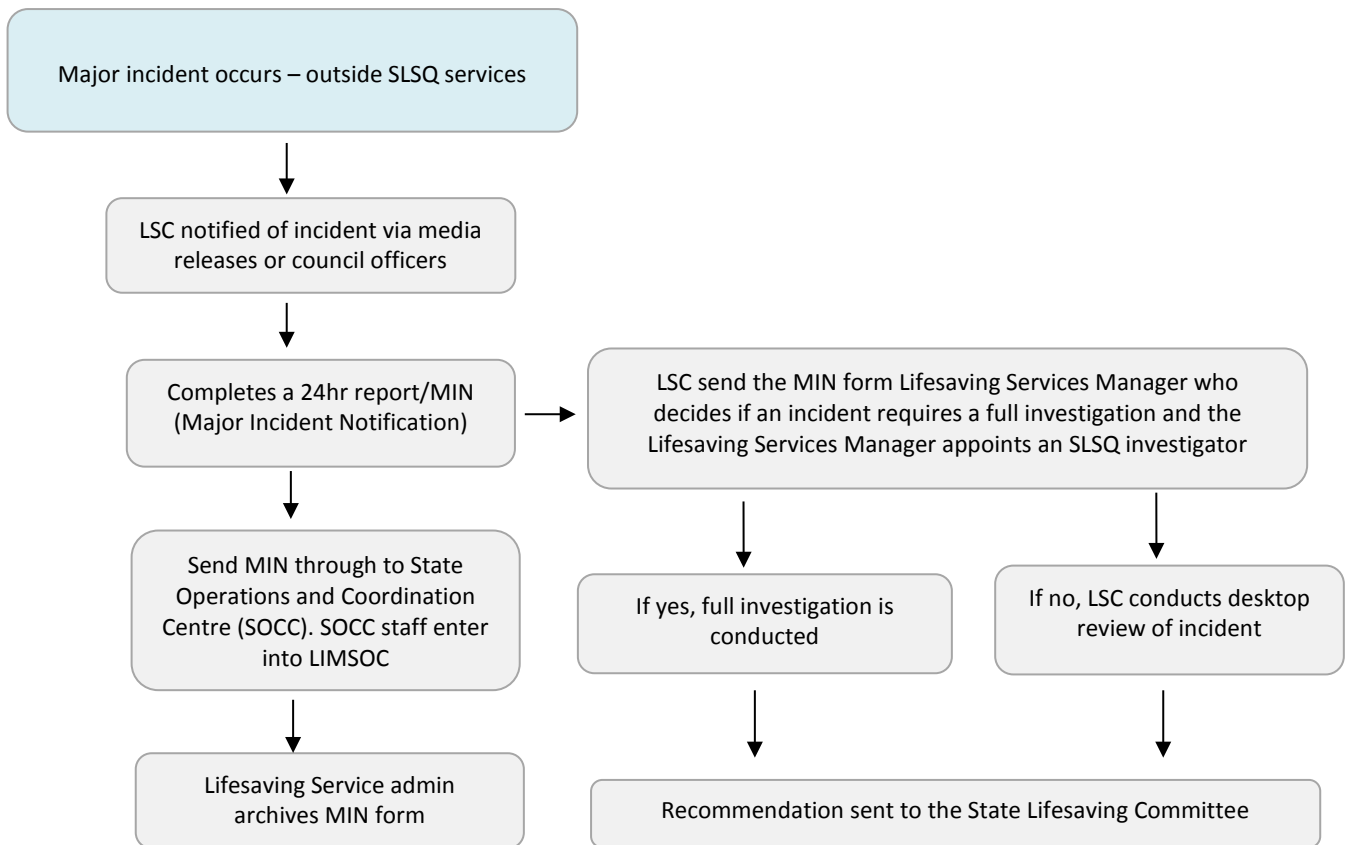 Major incident occurs – outside SLSQ services
LSC notified of incident via media
releases or council officers
Completes a 24hr report/MIN
(Major Incident Notification)
LSC send the MIN form Lifesaving Services Manager who
decides if an incident requires a full investigation and the
Lifesaving Services Manager appoints an SLSQ investigator
Send MIN through to State
Operations and Coordination
Centre (SOCC). SOCC staff enter
into LIMSOC
If yes, full investigation is
conducted
If no, LSC conducts desktop
review of incident
Lifesaving Service admin
archives MIN form
Recommendation sent to the State Lifesaving Committee